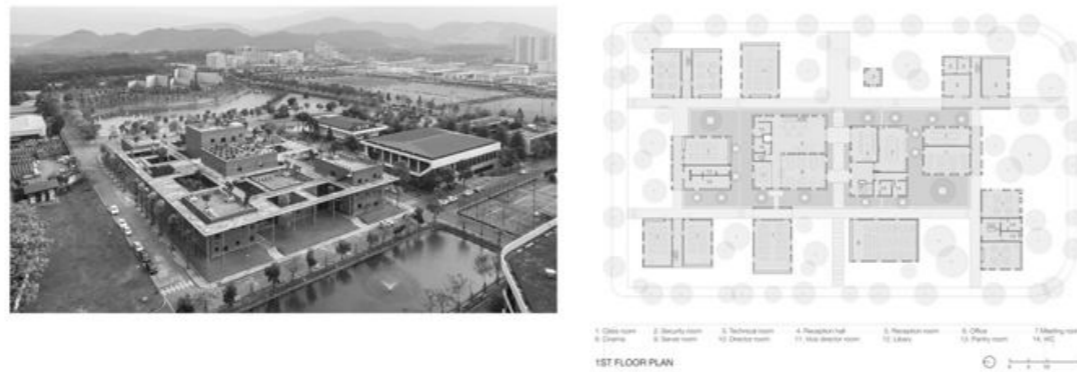 1. Class room 2. Security room 3. Technical room 4. Reception hall 5. Reception room 6. Office 7. Meeting room
8. Cinema 9. Server room 10. Director room 11. Vice director room 12. Library 13. Pantry room 14. WC
1ST FLOOR PLAN